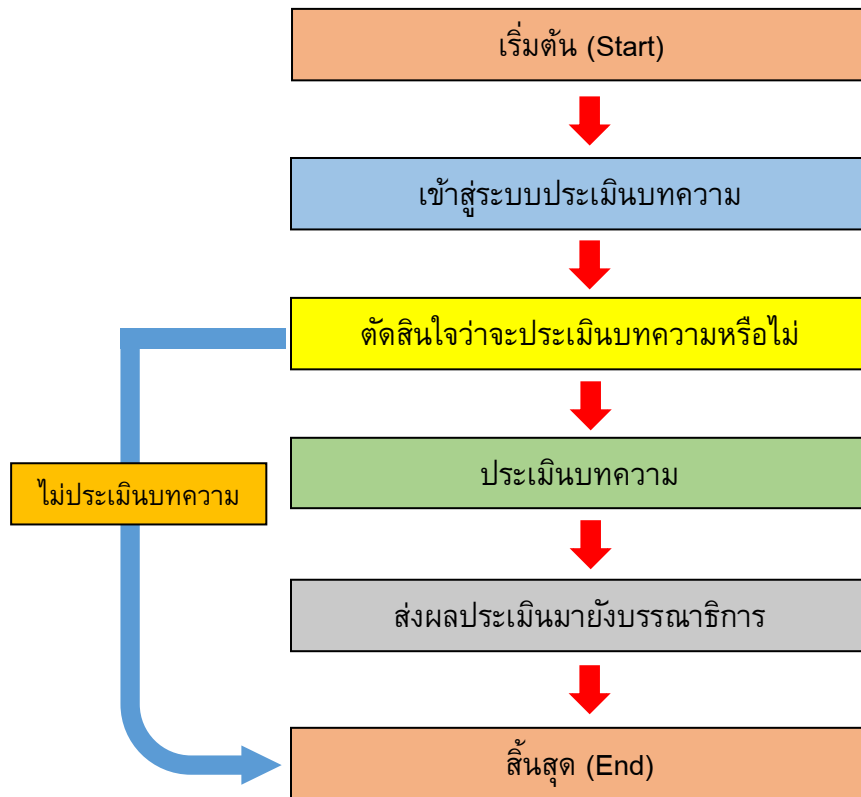 เริ่มต้น (Start)
เข้าสู่ระบบประเมินบทความ
ตัดสินใจว่าจะประเมินบทความหรือไม่
ประเมินบทความ
ไม่ประเมินบทความ
ส่งผลประเมินมายังบรรณาธิการ
สิ้นสุด (End)